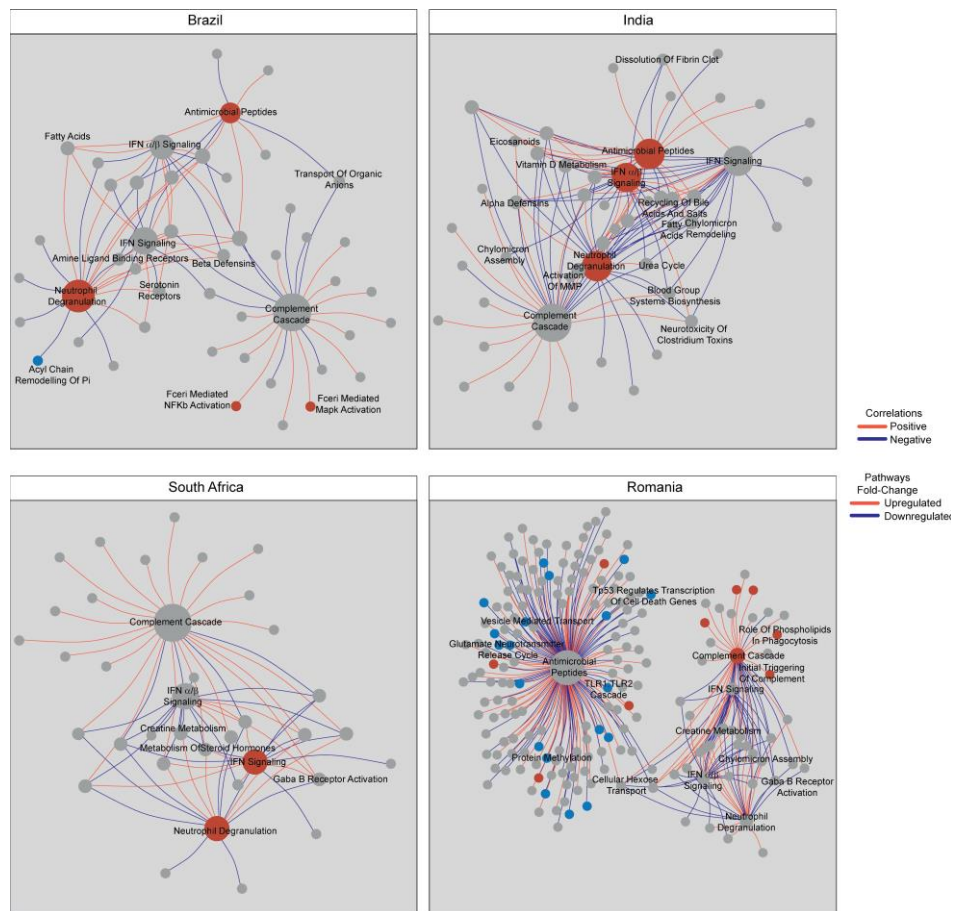 Brazil
Antimicrobial Peptides
Fatty Acids
IFN α/β Signaling
Transport Of Organic
Anions
IFN Signaling
Amine Ligand Binding Receptors
Beta Defensins
Neutrophil
Degranulation
Serotonin
Receptors
Complement
Cascade
Acyl Chain
Remodelling Of Pi
Fceri Mediated
NFKb Activation
Fceri Mediated
Mapk Activation
India
Dissolution Of Fibrin Clot
Eicosanoids
Antimicrobial Peptides
Vitamin D Metabolism
IFN α/β
Signaling
IFN Signaling
Alpha Defensins
Recycling Of Bile
Acids And Salts
Fatty
Acids
Chylomicron
Remodeling
Chylomicron
Assembly
Neutrophil
Degranulation
Urea Cycle
Activation
Of MMP
Blood Group
Systems Biosynthesis
Complement
Cascade
Neurotoxicity Of
Clostridium Toxins
Correlations
Positive
Negative
Pathways
Fold-Change
Upregulated
Downregulated
South Africa
Complement Cascade
IFN α/β
Signaling
Creatine Metabolism
Metabolism OfSteroid Hormones
IFN Signaling
Gaba B Receptor Activation
Neutrophil Degranulation
Romania
Tp53 Regulates Transcription
Of Cell Death Genes
Vesicle Mediated Transport
Glutamate Neurotransmitter
Release Cycle
Antimicrobial
Peptides
TLR1 TLR2
Cascade
Protein Methylation
Cellular Hexose
Transport
Role Of Phospholipids
In Phagocytosis
Complement Cascade
Initial Triggering
Of Complement
IFN Signaling
Creatine Metabolism
Chylomicron Assembly
IFN α/β
Signaling
Gaba B Receptor
Activation
Neutrophil
Degranulation